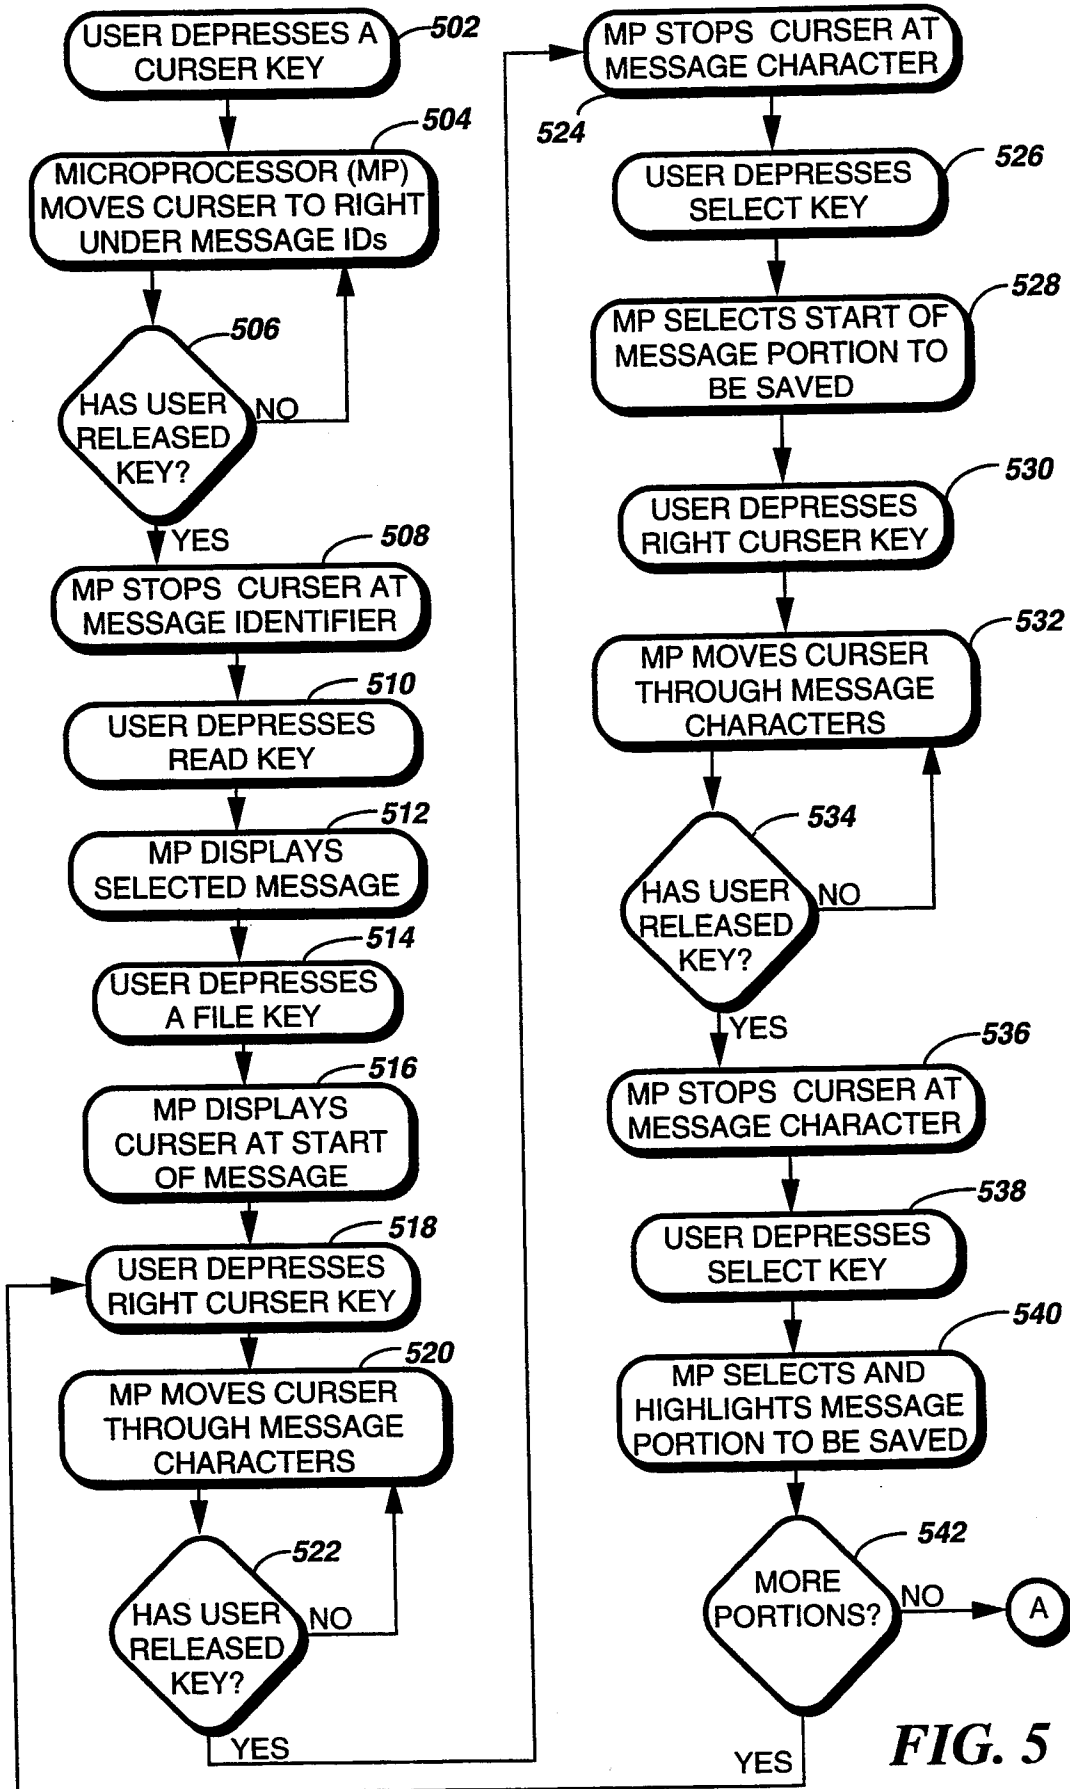 USER DEPRESSES A
CURSER KEY
502
504
MICROPROCESSOR (MP)
MOVES CURSER TO RIGHT
UNDER MESSAGE IDs
506
HAS USER
RELEASED
KEY?
NO
YES
508
MP STOPS CURSER AT
MESSAGE IDENTIFIER
510
USER DEPRESSES
READ KEY
512
MP DISPLAYS
SELECTED MESSAGE
514
USER DEPRESSES
A FILE KEY
516
MP DISPLAYS
CURSER AT START
OF MESSAGE
518
USER DEPRESSES
RIGHT CURSER KEY
520
MP MOVES CURSER
THROUGH MESSAGE
CHARACTERS
522
HAS USER
RELEASED
KEY?
NO
YES
MP STOPS CURSER AT
MESSAGE CHARACTER
524
526
USER DEPRESSES
SELECT KEY
528
MP SELECTS START OF
MESSAGE PORTION TO
BE SAVED
530
USER DEPRESSES
RIGHT CURSER KEY
532
MP MOVES CURSER
THROUGH MESSAGE
CHARACTERS
534
HAS USER
RELEASED
KEY?
NO
YES
536
MP STOPS CURSER AT
MESSAGE CHARACTER
538
USER DEPRESSES
SELECT KEY
540
MP SELECTS AND
HIGHLIGHTS MESSAGE
PORTION TO BE SAVED
542
MORE
PORTIONS?
NO
A
YES
FIG. 5